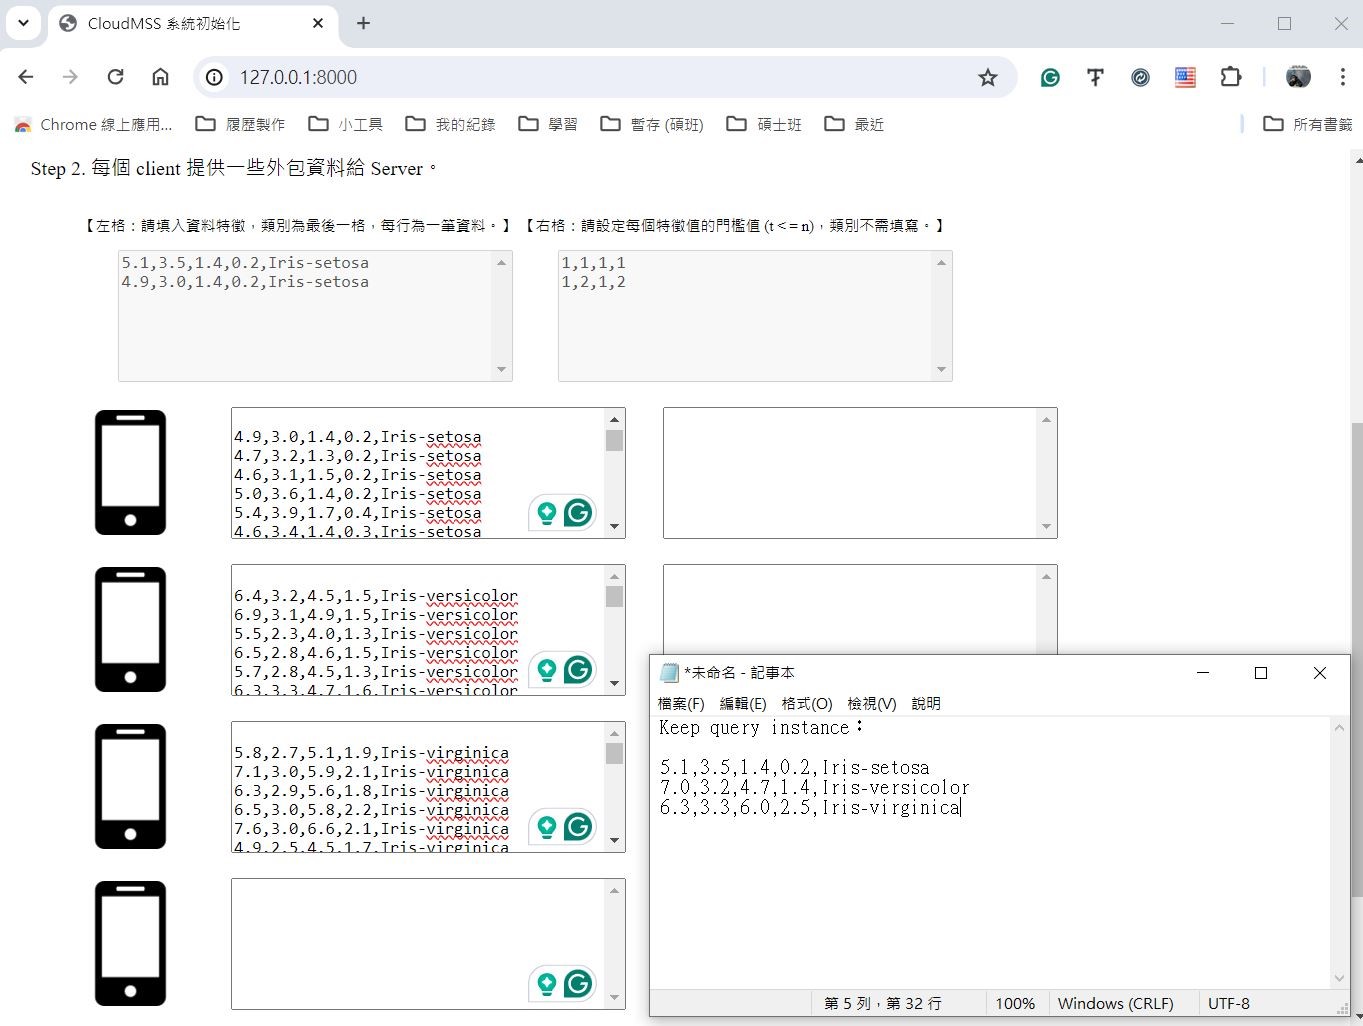 CloudMSS 系統初始化
127.0.0.1:8000
Chrome 線上應用... 履歷製作 小工具 我的紀錄 學習 暫存 (碩班) 碩士班 最近 所有書籤
Step 2. 每個 client 提供一些外包資料給 Server。
【左格：請填入資料特徵，類別為最後一格，每行為一筆資料。】 【右格：請設定每個特徵值的門檻值 (t < = n)，類別不需填寫。】
5.1,3.5,1.4,0.2,Iris-setosa
4.9,3.0,1.4,0.2,Iris-setosa
1,1,1,1
1,2,1,2
4.9,3.0,1.4,0.2,Iris-setosa
4.7,3.2,1.3,0.2,Iris-setosa
4.6,3.1,1.5,0.2,Iris-setosa
5.0,3.6,1.4,0.2,Iris-setosa
5.4,3.9,1.7,0.4,Iris-setosa
4.6,3.4,1.4,0.3,Iris-setosa
6.4,3.2,4.5,1.5,Iris-versicolor
6.9,3.1,4.9,1.5,Iris-versicolor
5.5,2.3,4.0,1.3,Iris-versicolor
6.5,2.8,4.6,1.5,Iris-versicolor
5.7,2.8,4.5,1.3,Iris-versicolor
6.3,3.3,4.7,1.6,Iris-versicolor
5.8,2.7,5.1,1.9,Iris-virginica
7.1,3.0,5.9,2.1,Iris-virginica
6.3,2.9,5.6,1.8,Iris-virginica
6.5,3.0,5.8,2.2,Iris-virginica
7.6,3.0,6.6,2.1,Iris-virginica
4.9,2.5,4.5,1.7,Iris-virginica
*未命名 - 記事本
檔案(F) 編輯(E) 格式(O) 檢視(V) 說明
Keep query instance：
5.1,3.5,1.4,0.2,Iris-setosa
7.0,3.2,4.7,1.4,Iris-versicolor
6.3,3.3,6.0,2.5,Iris-virginica
第 5 列，第 32 行 100% Windows (CRLF) UTF-8